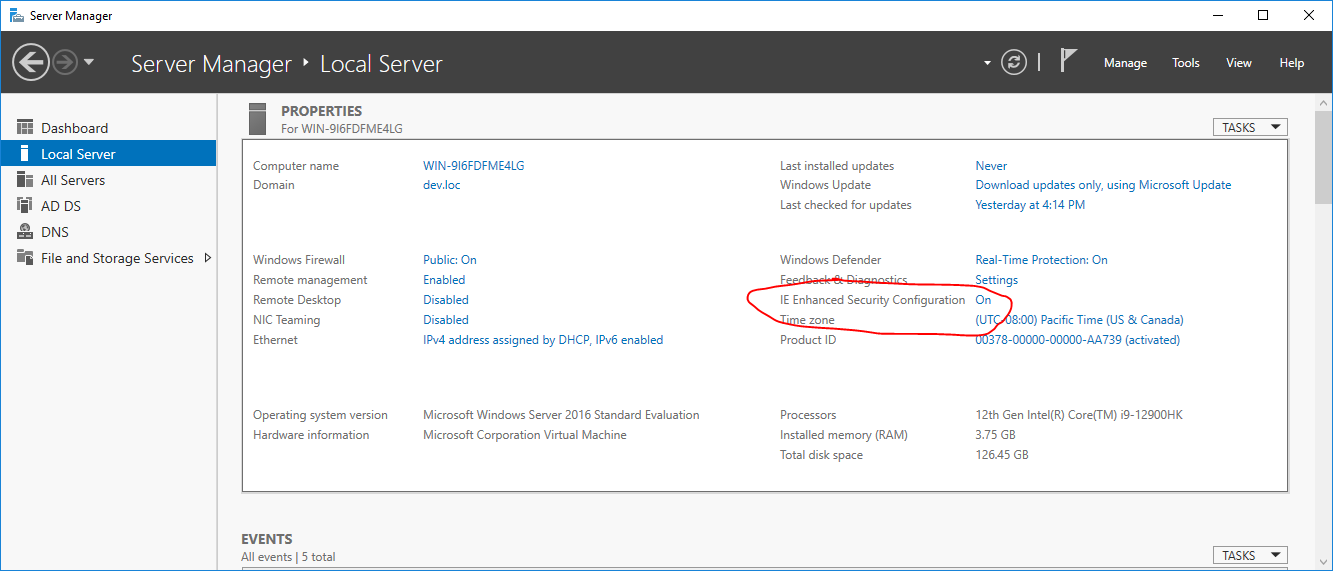 Server Manager
Server Manager ‣ Local Server
Manage Tools View Help
Dashboard
Local Server
All Servers
AD DS
DNS
File and Storage Services
PROPERTIES
For WIN-9I6FDFME4LG
TASKS
Computer name WIN-9I6FDFME4LG
Domain dev.loc
Last installed updates Never
Windows Update Download updates only, using Microsoft Update
Last checked for updates Yesterday at 4:14 PM
Windows Firewall Public: On
Remote management Enabled
Remote Desktop Disabled
NIC Teaming Disabled
Ethernet IPv4 address assigned by DHCP, IPv6 enabled
Windows Defender Real-Time Protection: On
Feedback & Diagnostics Settings
IE Enhanced Security Configuration On
Time zone (UTC-08:00) Pacific Time (US & Canada)
Product ID 00378-00000-00000-AA739 (activated)
Operating system version Microsoft Windows Server 2016 Standard Evaluation
Hardware information Microsoft Corporation Virtual Machine
Processors 12th Gen Intel(R) Core(TM) i9-12900HK
Installed memory (RAM) 3.75 GB
Total disk space 126.45 GB
EVENTS
All events | 5 total
TASKS